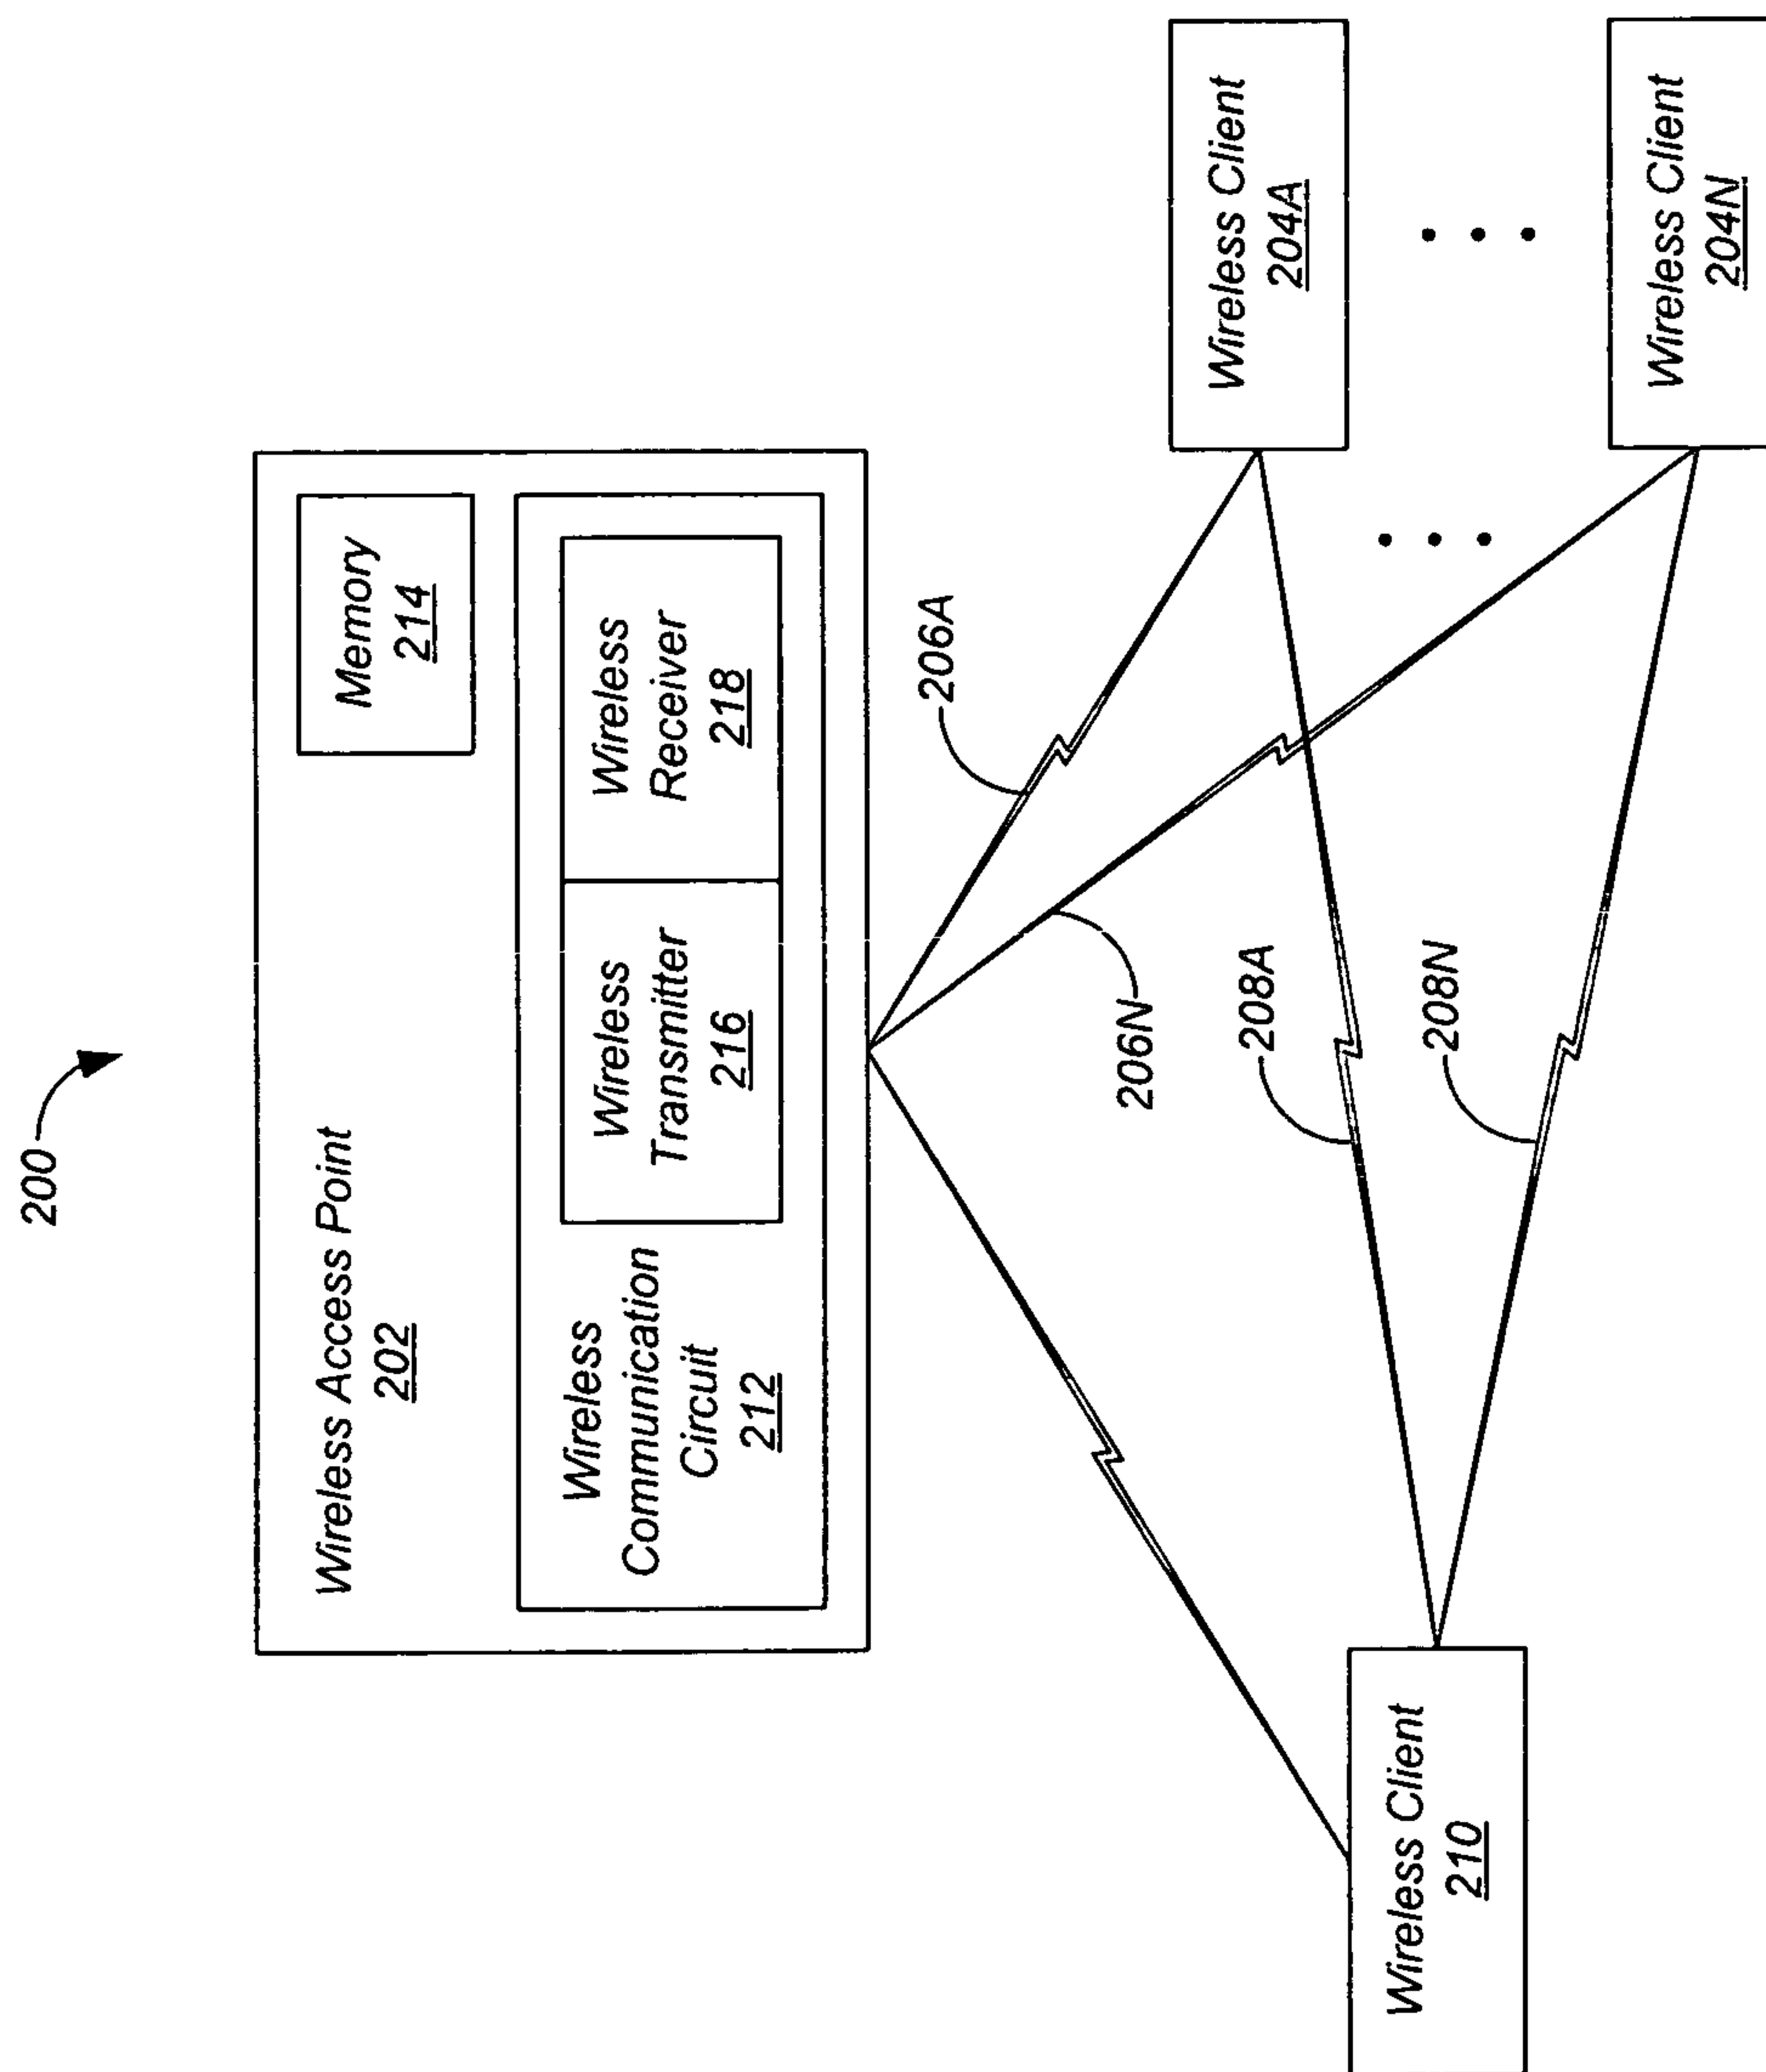 200
Wireless Access Point
202
Memory
214
Wireless
Communication
Circuit
212
Wireless
Transmitter
216
Wireless
Receiver
218
206A
206N
208A
208N
Wireless Client
210
Wireless Client
204A
Wireless Client
204N